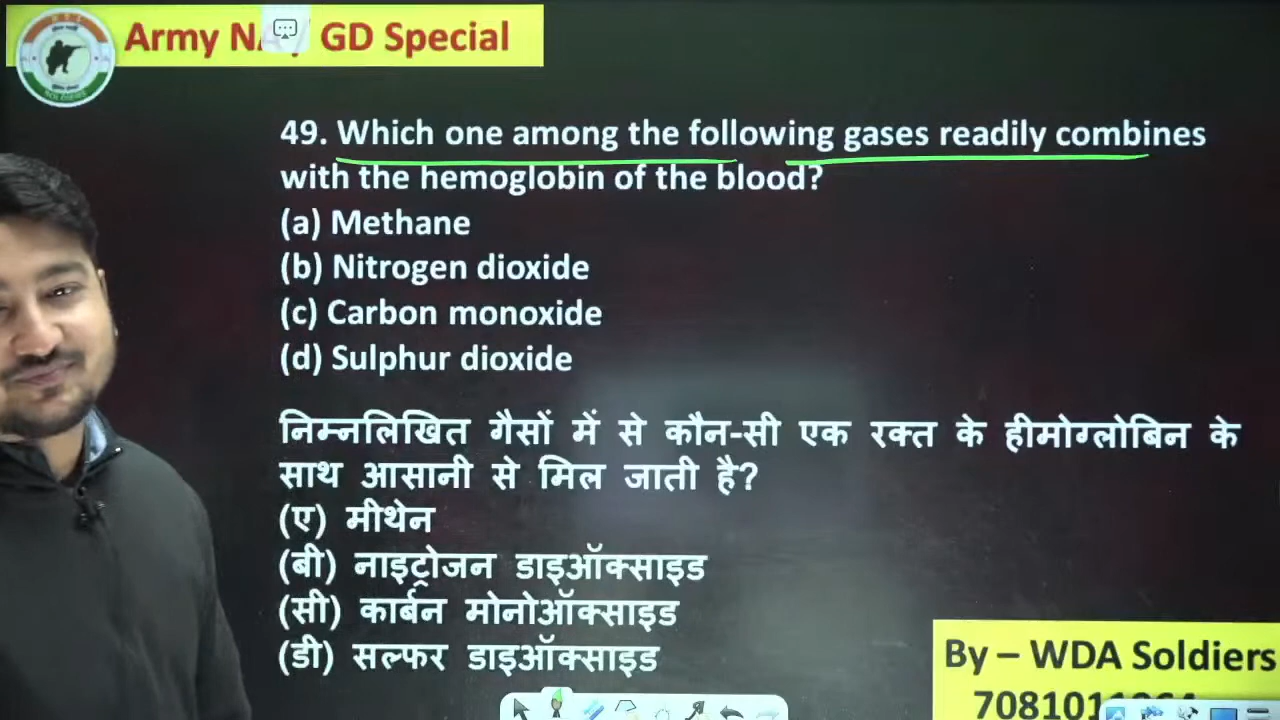 Army NA GD Special
49. Which one among the following gases readily combines
with the hemoglobin of the blood?
(a) Methane
(b) Nitrogen dioxide
(c) Carbon monoxide
(d) Sulphur dioxide
निम्नलिखित गैसों में से कौन-सी एक रक्त के हीमोग्लोबिन के
साथ आसानी से मिल जाती है?
(ए) मीथेन
(बी) नाइट्रोजन डाइऑक्साइड
(सी) कार्बन मोनोऑक्साइड
(डी) सल्फर डाइऑक्साइड
By – WDA Soldiers